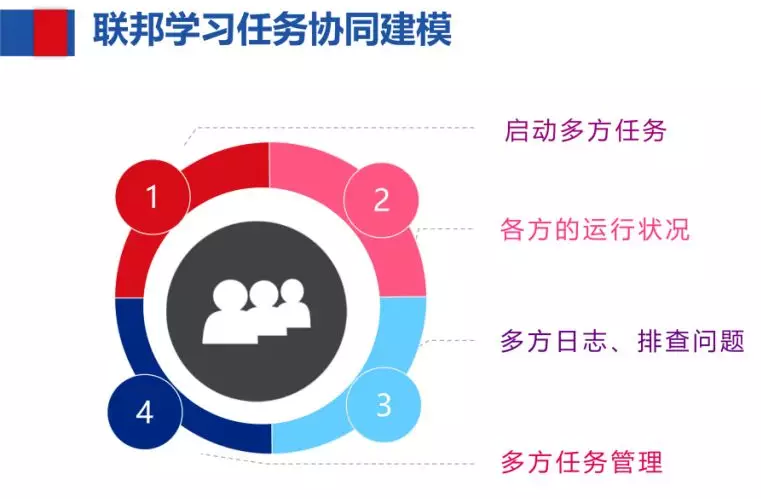 联邦学习任务协同建模
启动多方任务
1
2
各方的运行状况
多方日志、排查问题
3
4
多方任务管理